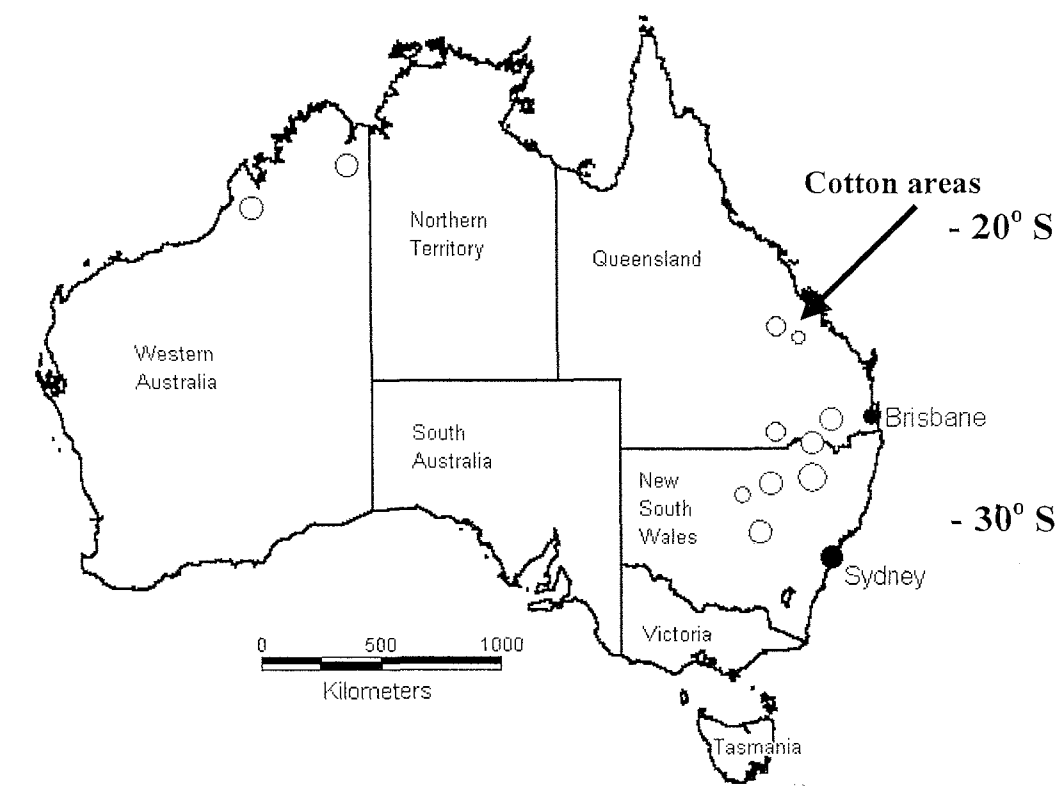 Cotton areas
- 20° S
Northern
Territory
Queensland
Western
Australia
Brisbane
South
Australia
New
South
Wales
- 30° S
Sydney
Victoria
0 500 1000
Kilometers
Tasmania